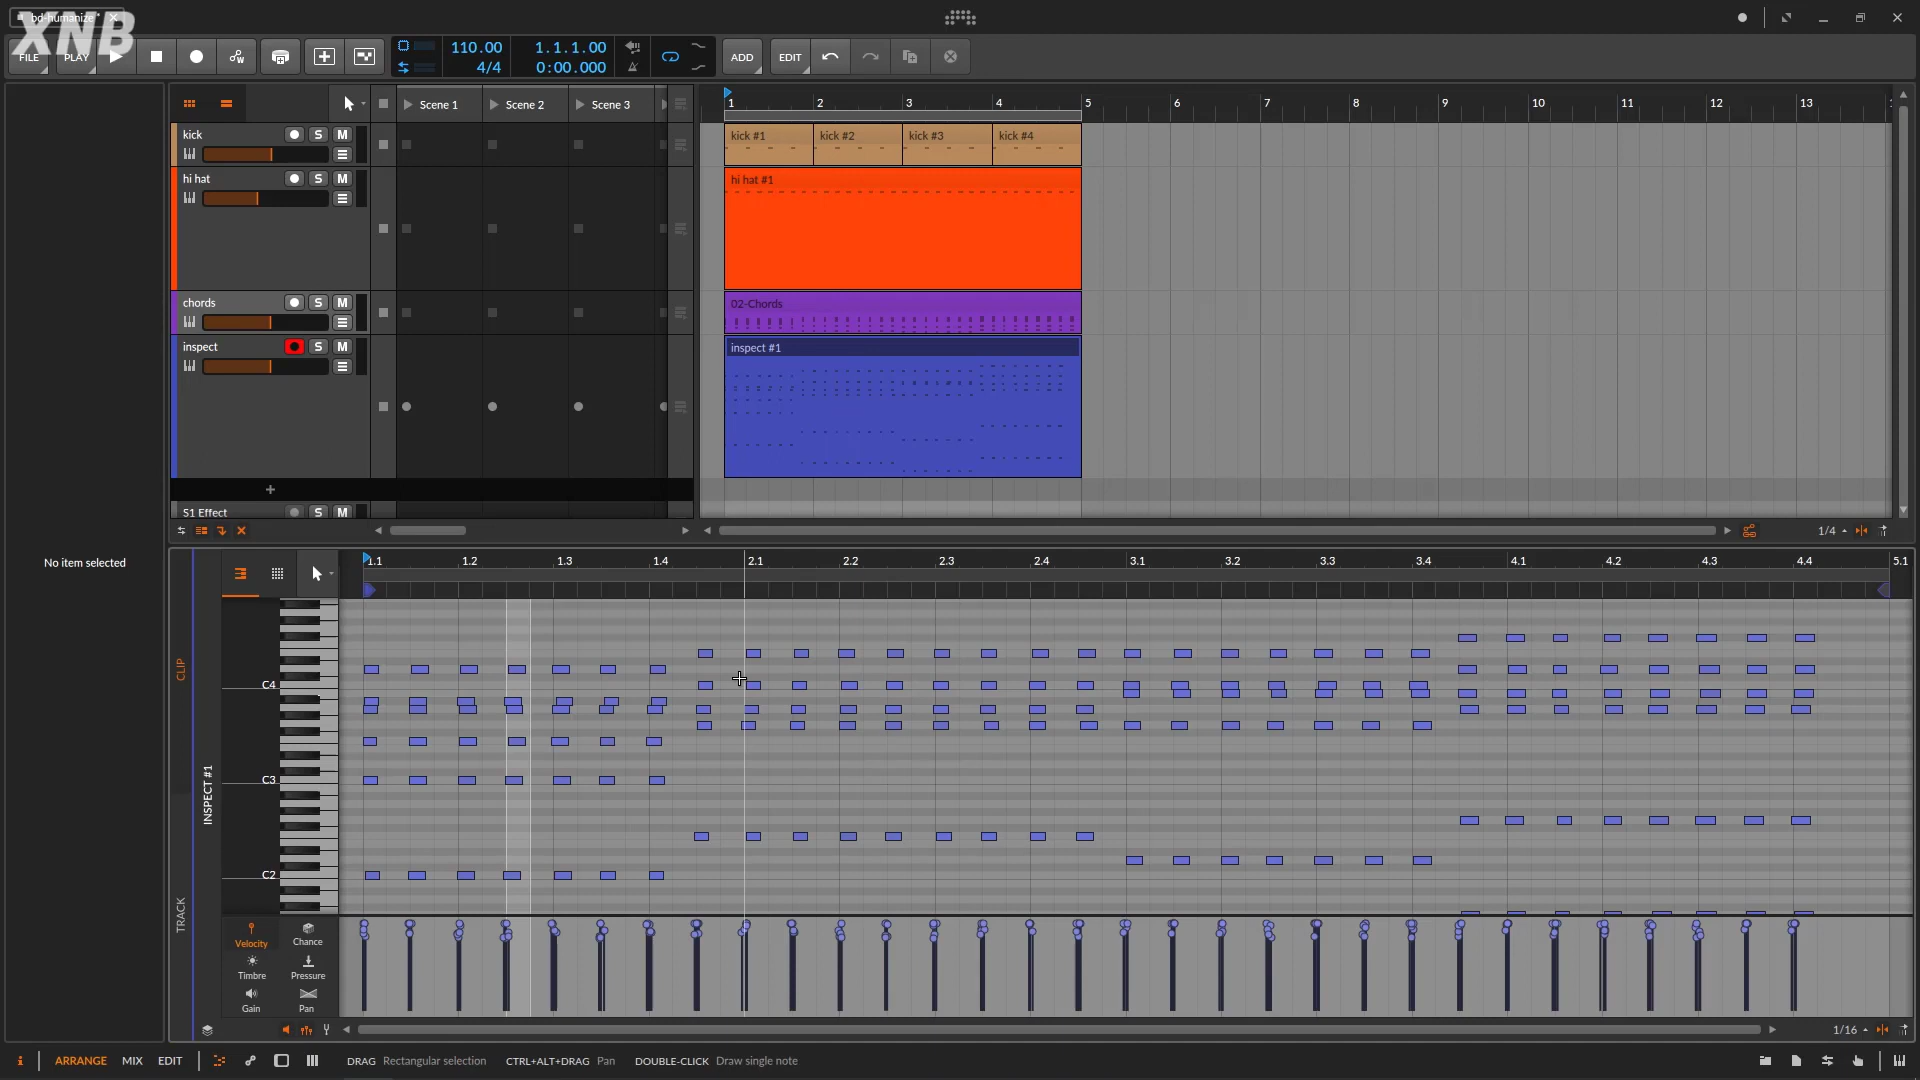 bd-humanize *
XNB
FILE
PLAY
110.00
4/4
1.1.1.00
0:00.000
ADD
EDIT
Scene 1
Scene 2
Scene 3
1 2 3 4 5 6 7 8 9 10 11 12 13
kick
S
M
kick #1
kick #2
kick #3
kick #4
hi hat
S
M
hi hat #1
chords
S
M
02-Chords
inspect
S
M
inspect #1
+
S1 Effect
S
M
1/4
No item selected
1.1 1.2 1.3 1.4 2.1 2.2 2.3 2.4 3.1 3.2 3.3 3.4 4.1 4.2 4.3 4.4 5.1
CLIP
TRACK
INSPECT #1
C4
C3
C2
Velocity
Chance
Timbre
Pressure
Gain
Pan
1/16
i
ARRANGE
MIX
EDIT
DRAG Rectangular selection
CTRL+ALT+DRAG Pan
DOUBLE-CLICK Draw single note